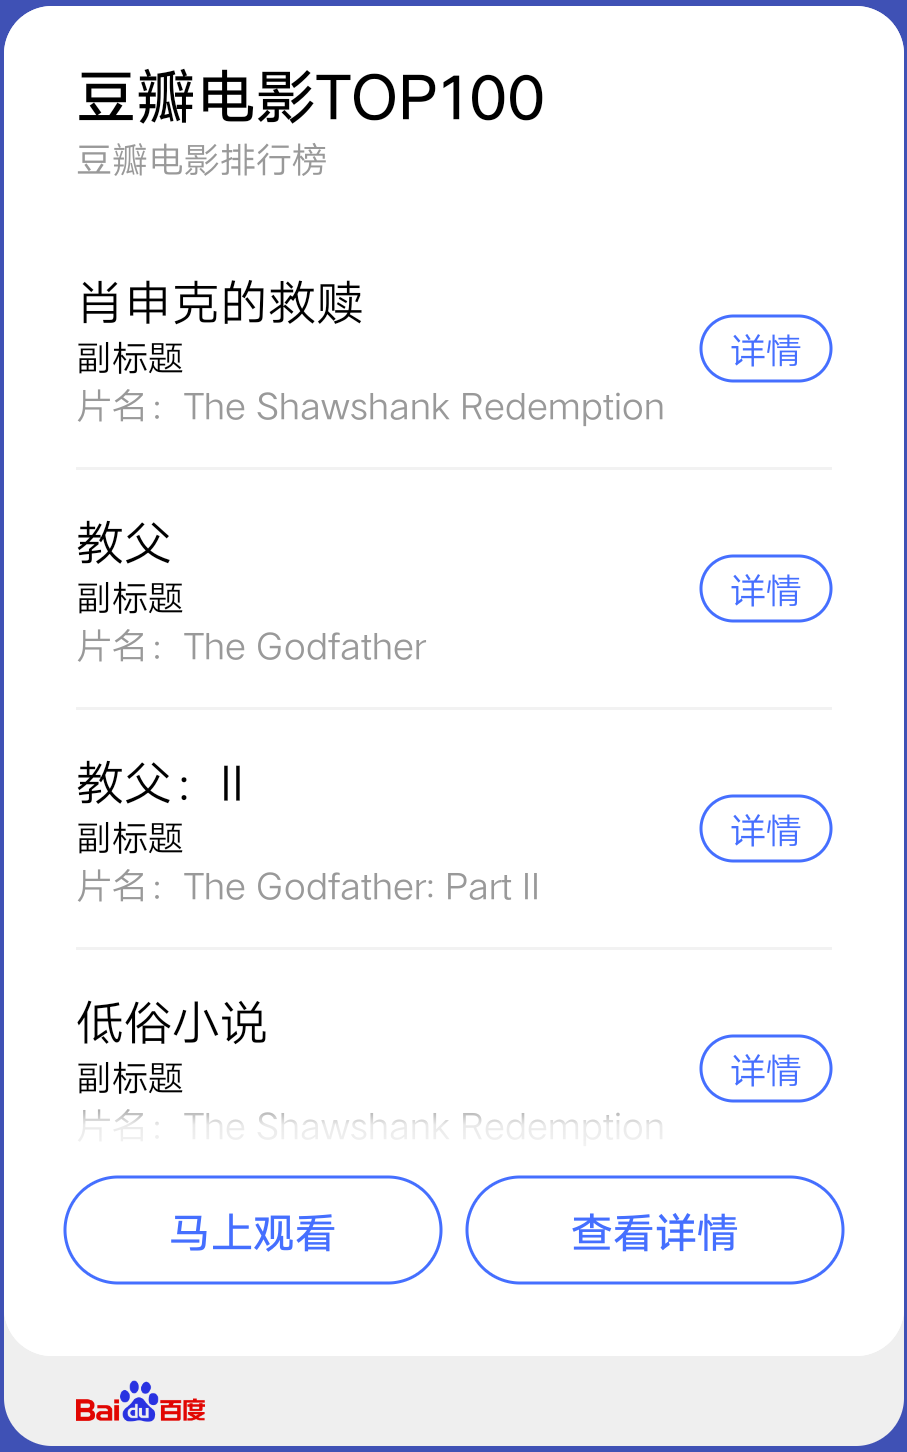 豆瓣电影TOP100
豆瓣电影排行榜
肖申克的救赎
副标题
片名：The Shawshank Redemption
详情
教父
副标题
片名：The Godfather
详情
教父：II
副标题
片名：The Godfather: Part II
详情
低俗小说
副标题
片名：The Shawshank Redemption
详情
马上观看
查看详情
Bai du 百度